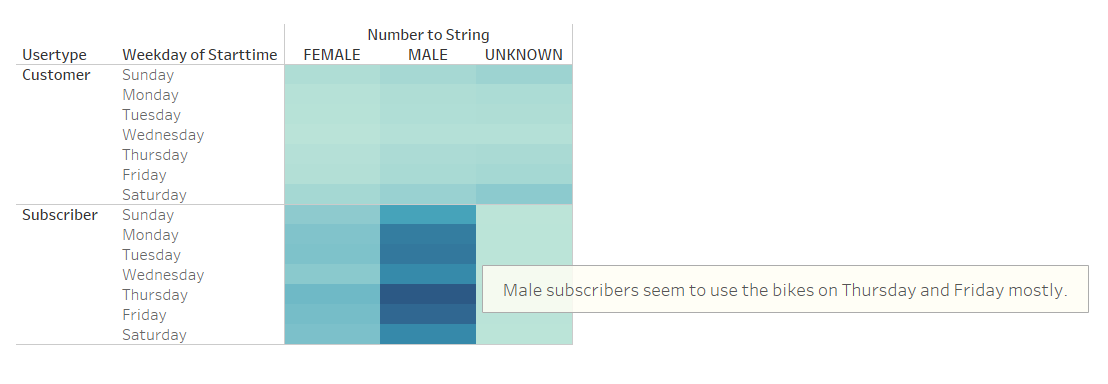 Number to String
Usertype Weekday of Starttime FEMALE MALE UNKNOWN
Customer Sunday
Monday
Tuesday
Wednesday
Thursday
Friday
Saturday
Subscriber Sunday
Monday
Tuesday
Wednesday
Male subscribers seem to use the bikes on Thursday and Friday mostly.
Thursday
Friday
Saturday